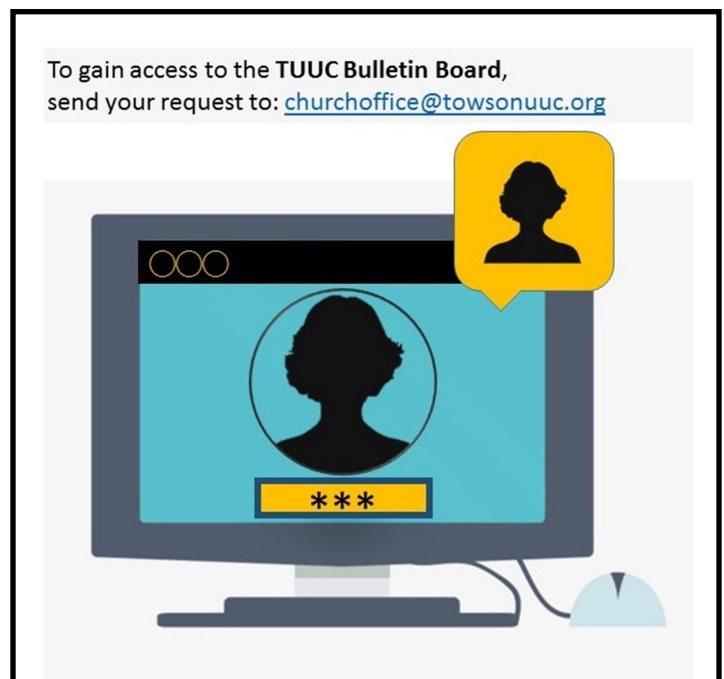 To gain access to the TUUC Bulletin Board,
send your request to: churchoffice@towsonuuc.org
***